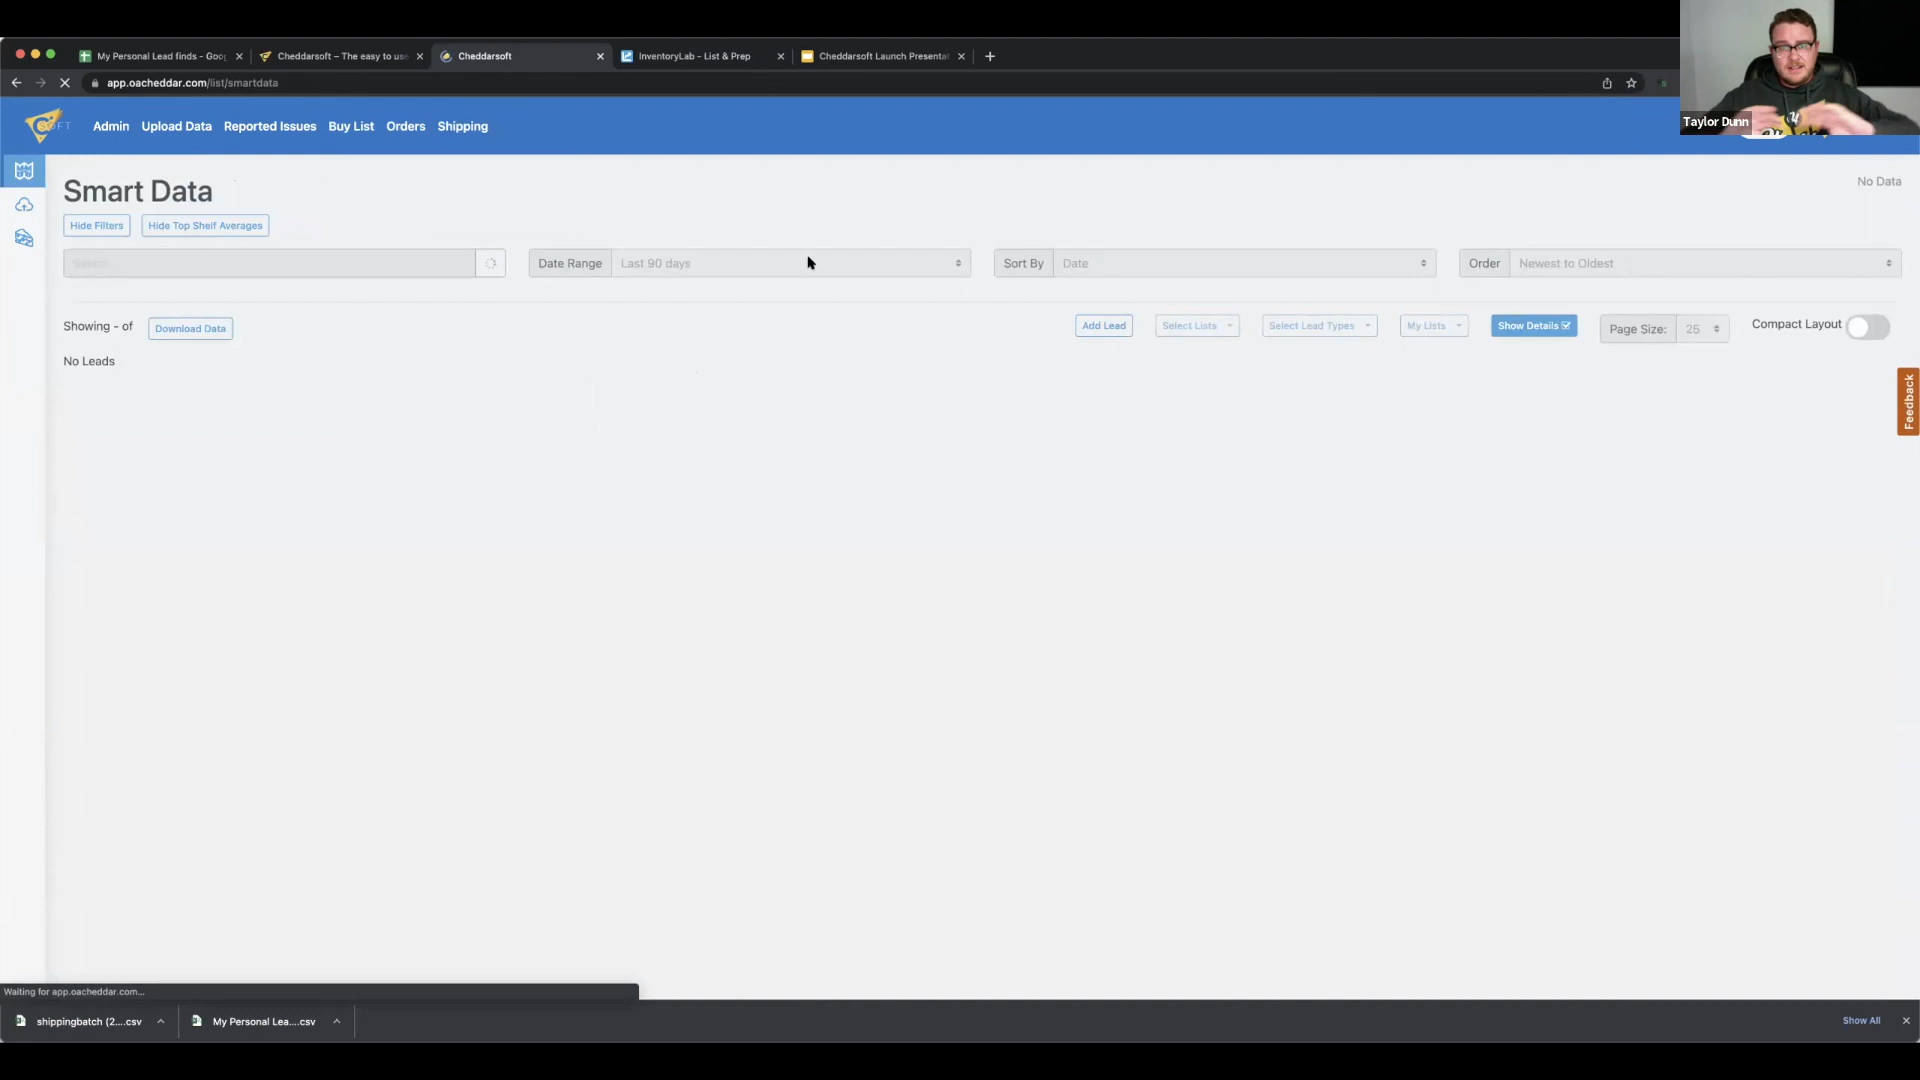 My Personal Lead finds - Goo
Cheddarsoft – The easy to use
Cheddarsoft
InventoryLab - List & Prep
Cheddarsoft Launch Presenta
app.oacheddar.com/list/smartdata
Taylor Dunn
SOFT
Admin
Upload Data
Reported Issues
Buy List
Orders
Shipping
Smart Data
No Data
Hide Filters
Hide Top Shelf Averages
Search...
Date Range
Last 90 days
Sort By
Date
Order
Newest to Oldest
Showing - of
Download Data
Add Lead
Select Lists
Select Lead Types
My Lists
Show Details
Page Size:
25
Compact Layout
No Leads
Feedback
Waiting for app.oacheddar.com...
shippingbatch (2....csv
My Personal Lea....csv
Show All